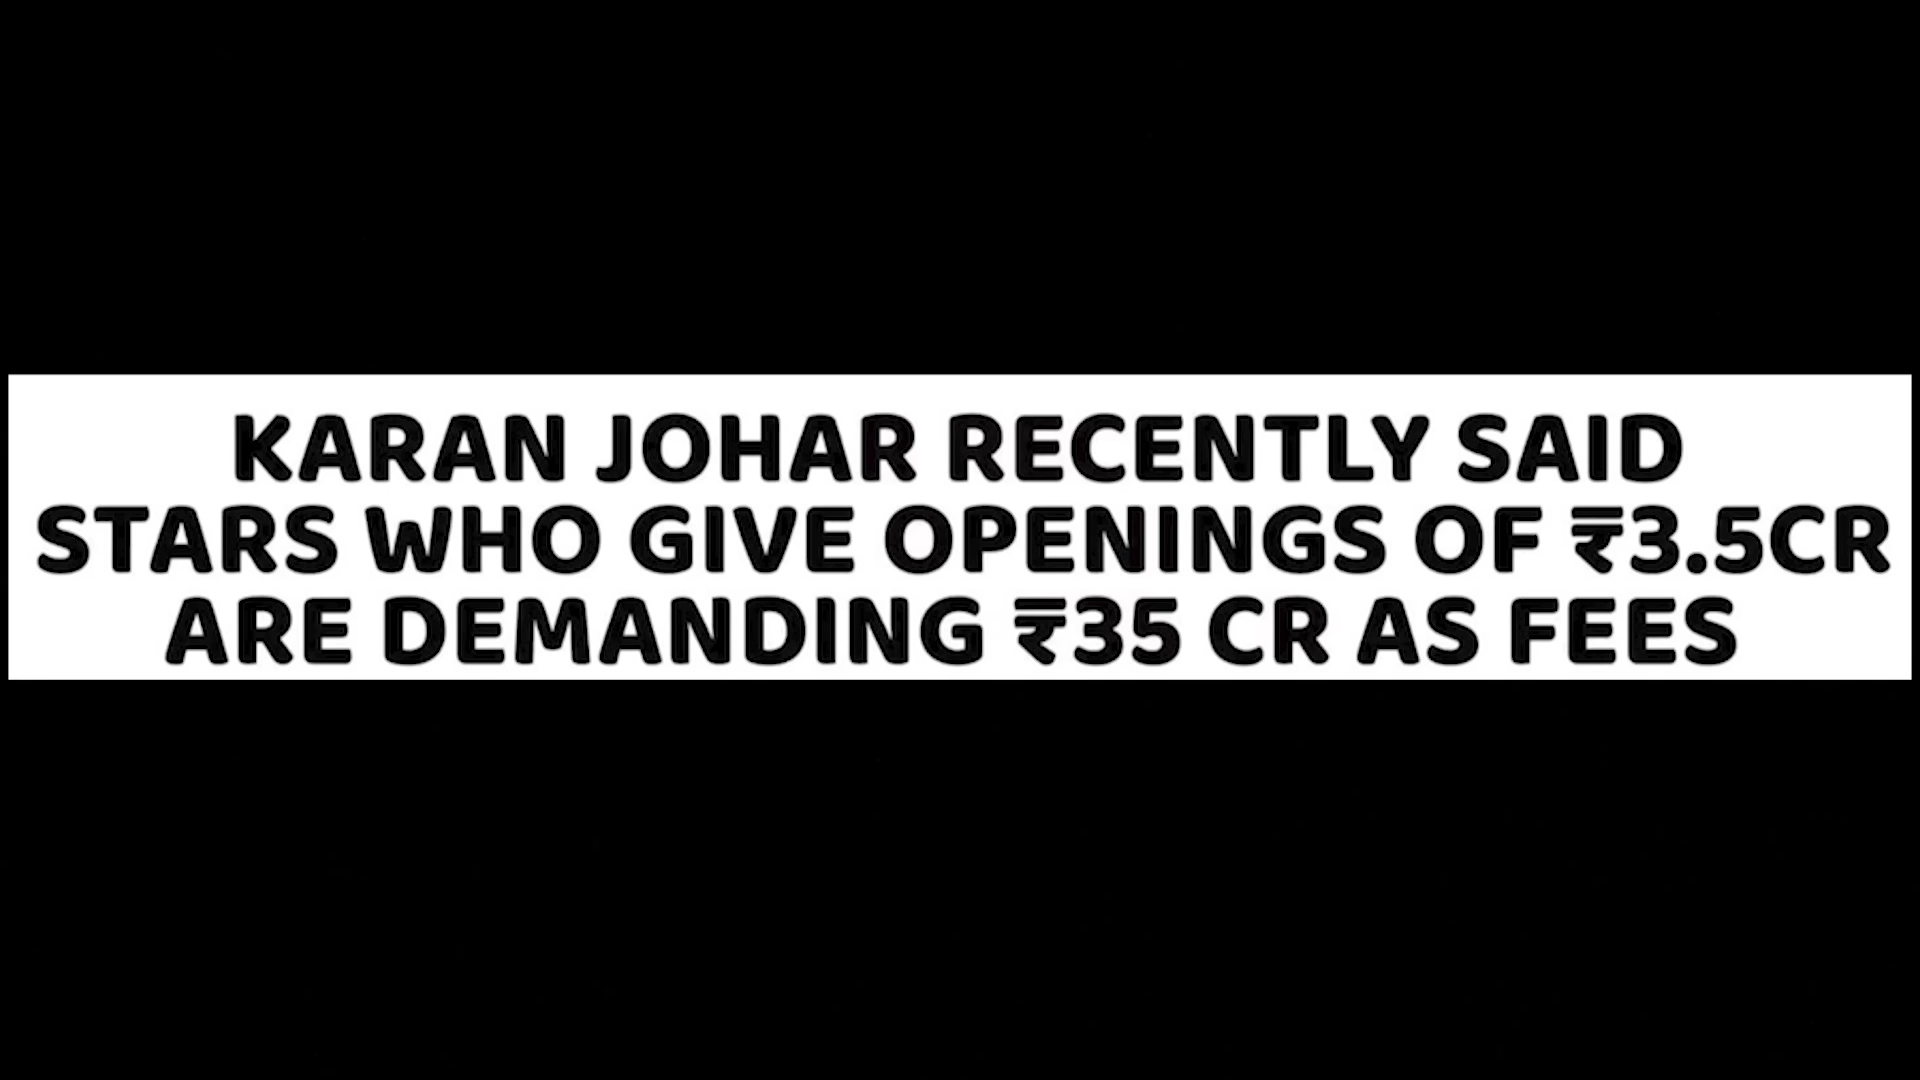 KARAN JOHAR RECENTLY SAID
STARS WHO GIVE OPENINGS OF ₹3.5CR
ARE DEMANDING ₹35 CR AS FEES